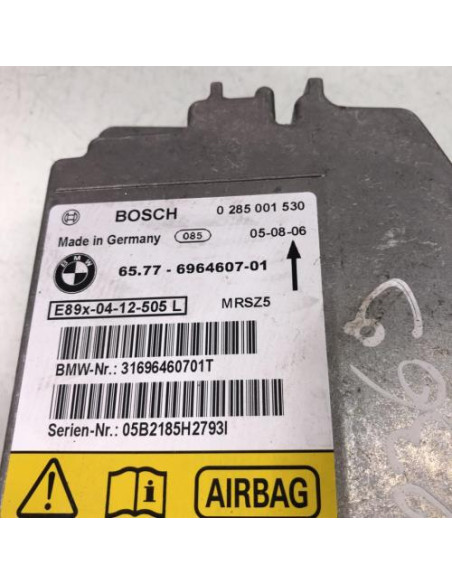 BOSCH 0 285 001 530
Made in Germany 085 05-08-06
BMW 65.77 - 6964607-01
E89x-04-12-505 L MRSZ5
BMW-Nr.: 31696460701T
Serien-Nr.: 05B2185H2793I
AIRBAG